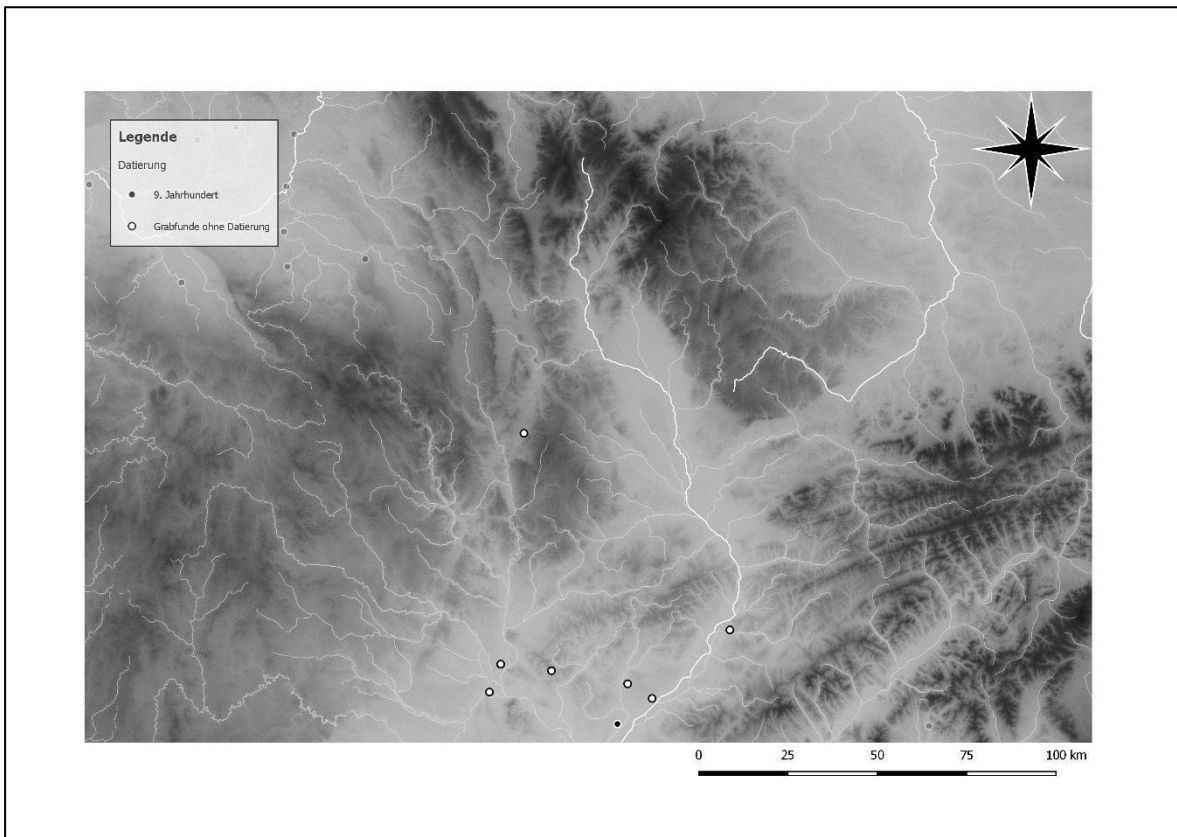 Legende
Datierung
9. Jahrhundert
Grabfunde ohne Datierung
0 25 50 75 100 km